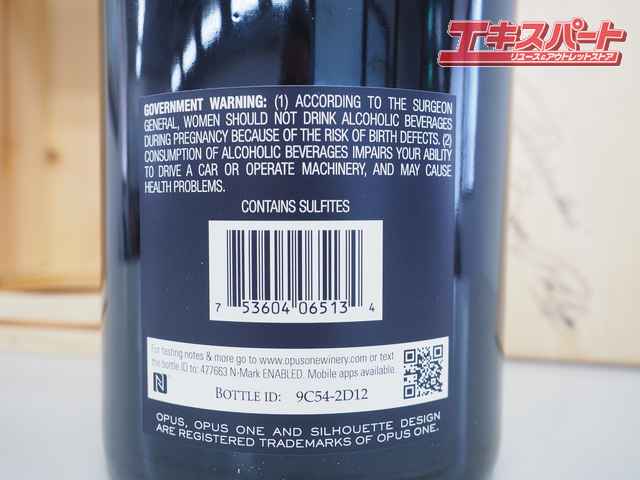 エキスパート
リユース&アウトレットストア
GOVERNMENT WARNING: (1) ACCORDING TO THE SURGEON
GENERAL, WOMEN SHOULD NOT DRINK ALCOHOLIC BEVERAGES
DURING PREGNANCY BECAUSE OF THE RISK OF BIRTH DEFECTS. (2)
CONSUMPTION OF ALCOHOLIC BEVERAGES IMPAIRS YOUR ABILITY
TO DRIVE A CAR OR OPERATE MACHINERY, AND MAY CAUSE
HEALTH PROBLEMS.
CONTAINS SULFITES
7 53604 06513 4
For tasting notes & more go to www.opusonewinery.com or text
this bottle ID to: 477663 N-Mark ENABLED. Mobile apps available.
BOTTLE ID: 9C54-2D12
OPUS, OPUS ONE AND SILHOUETTE DESIGN
ARE REGISTERED TRADEMARKS OF OPUS ONE.